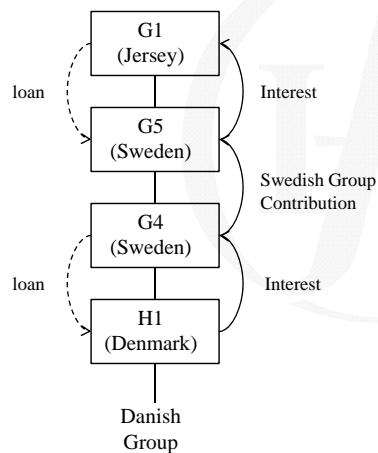 G1
(Jersey)
loan
Interest
G5
(Sweden)
Swedish Group
Contribution
G4
(Sweden)
loan
Interest
H1
(Denmark)
Danish
Group